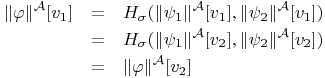 ‖φ‖^𝒜[v₁] = H_σ(‖ψ₁‖^𝒜[v₁], ‖ψ₂‖^𝒜[v₁])
= H_σ(‖ψ₁‖^𝒜[v₂], ‖ψ₂‖^𝒜[v₂])
= ‖φ‖^𝒜[v₂]